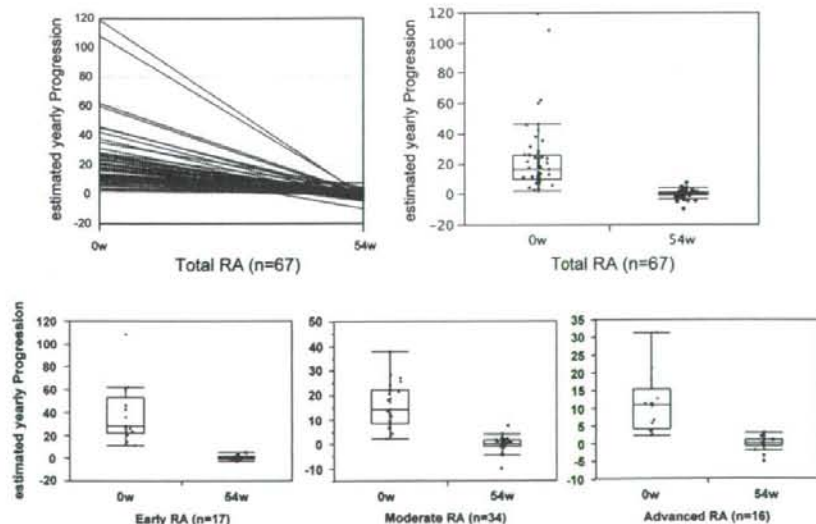 120
100
80
60
40
20
0
-20
estimated yearly Progression
0w
54w
Total RA (n=67)
120
100
80
60
40
20
0
-20
estimated yearly Progression
0w
54w
Total RA (n=67)
120
100
80
60
40
20
0
-20
estimated yearly Progression
0w
54w
Early RA (n=17)
50
40
30
20
10
0
-10
0w
54w
Moderate RA (n=34)
35
30
25
20
15
10
5
0
-5
-10
0w
54w
Advanced RA (n=16)